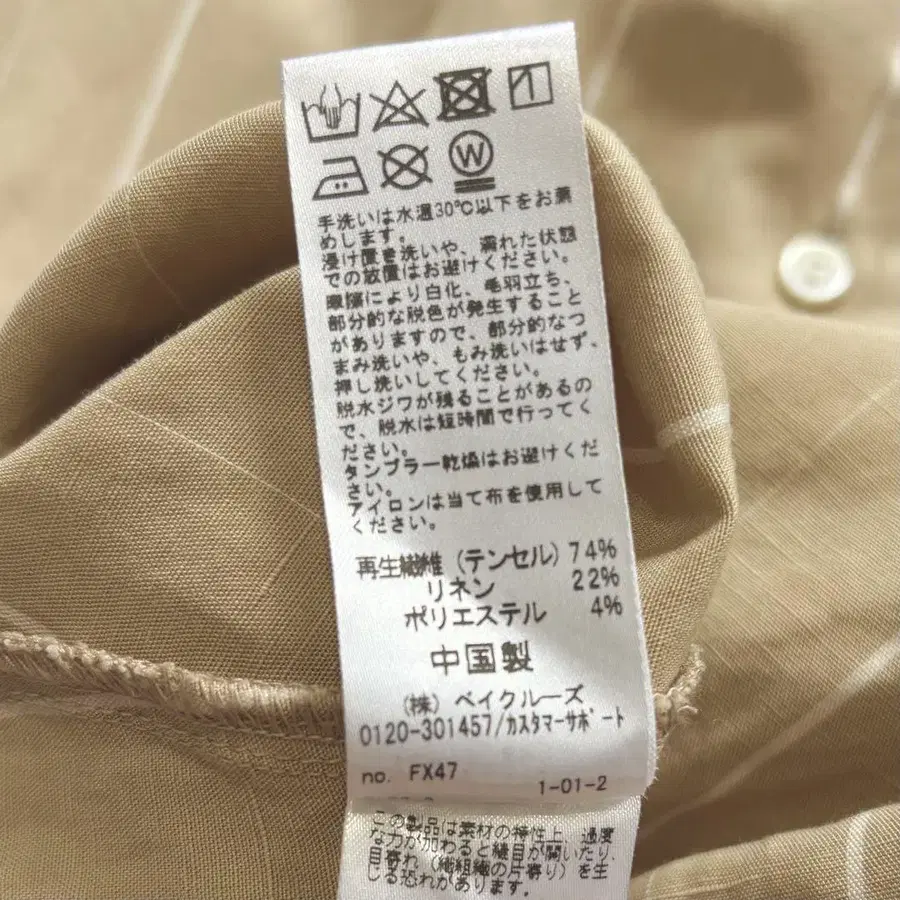 W
手洗いは水温30℃以下をお薦
めします。
浸け置き洗いや、濡れた状態
での放置はお避けください。
摩擦により白化、毛羽立ち、
部分的な脱色が発生すること
がありますので、部分的なつ
まみ洗いや、もみ洗いはせず、
押し洗いしてください。
脱水ジワが残ることがあるの
で、脱水は短時間で行ってく
ださい。
タンブラー乾燥はお避けくだ
さい。
アイロンは当て布を使用して
ください。
再生繊維(テンセル)74%
リネン 22%
ポリエステル 4%
中国製
(株)ベイクルーズ
0120-301457/カスタマーサポート
no. FX47 1-01-2
この製品は素材の特性上、過度
な力が加わると縫目が開いたり、
目寄れ(織組織の片寄り)を生
じる恐れがあります。